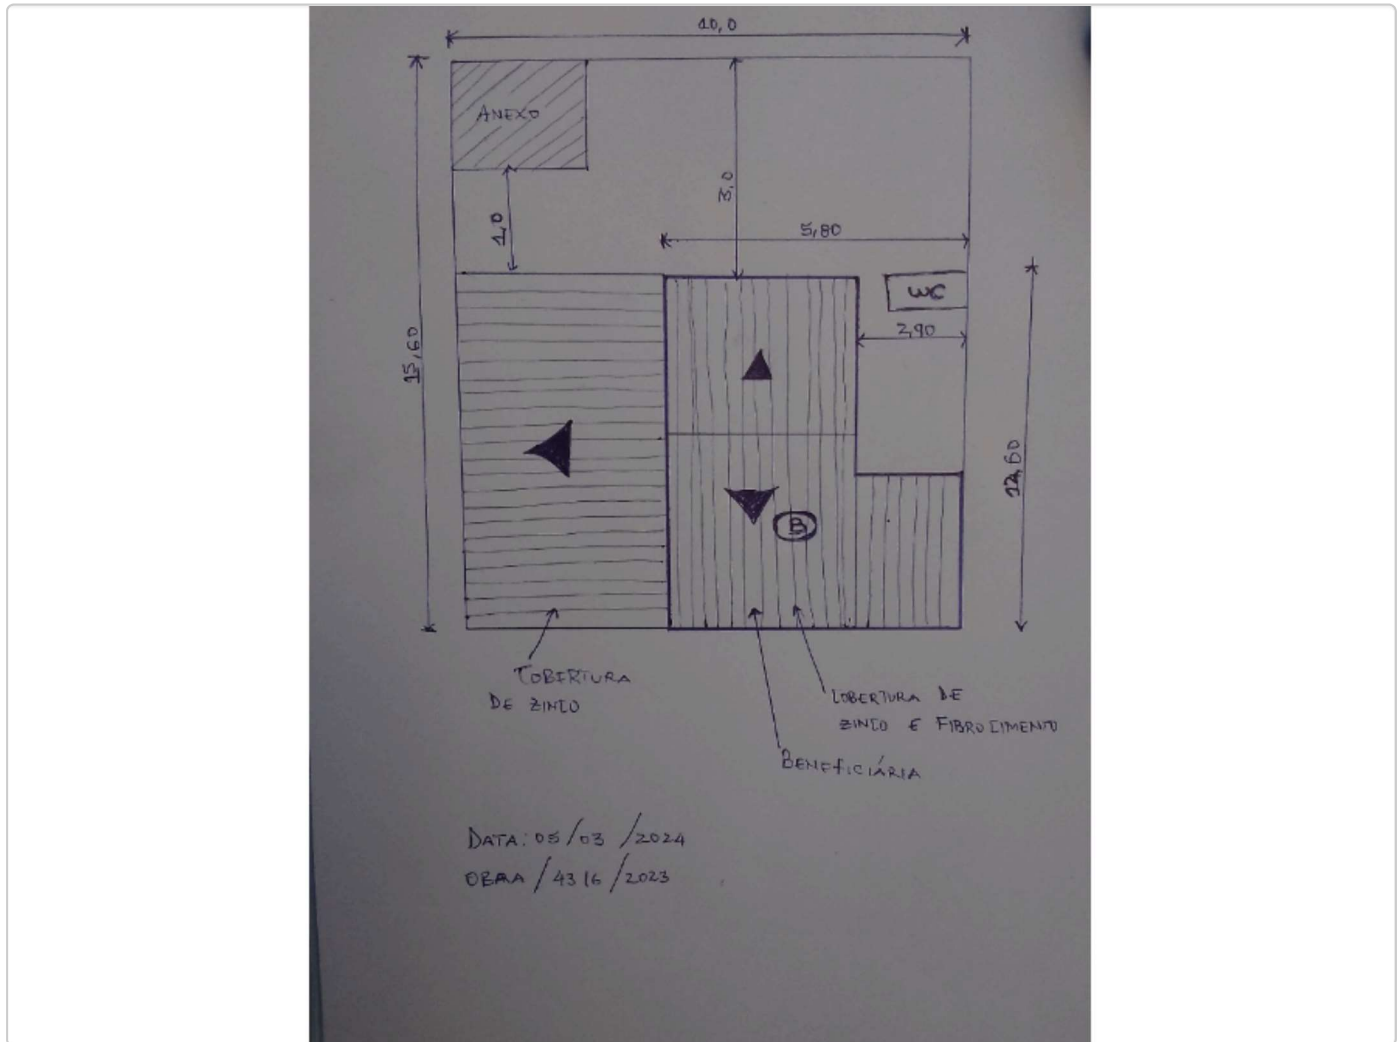 10,0
ANEXO
3,0
1,0
5,80
WC
2,90
15,60
12,60
B
COBERTURA
DE ZINCO
COBERTURA DE
ZINCO E FIBROCIMENTO
BENEFICIÁRIA
DATA: 05/03/2024
OBRA/4316/2023